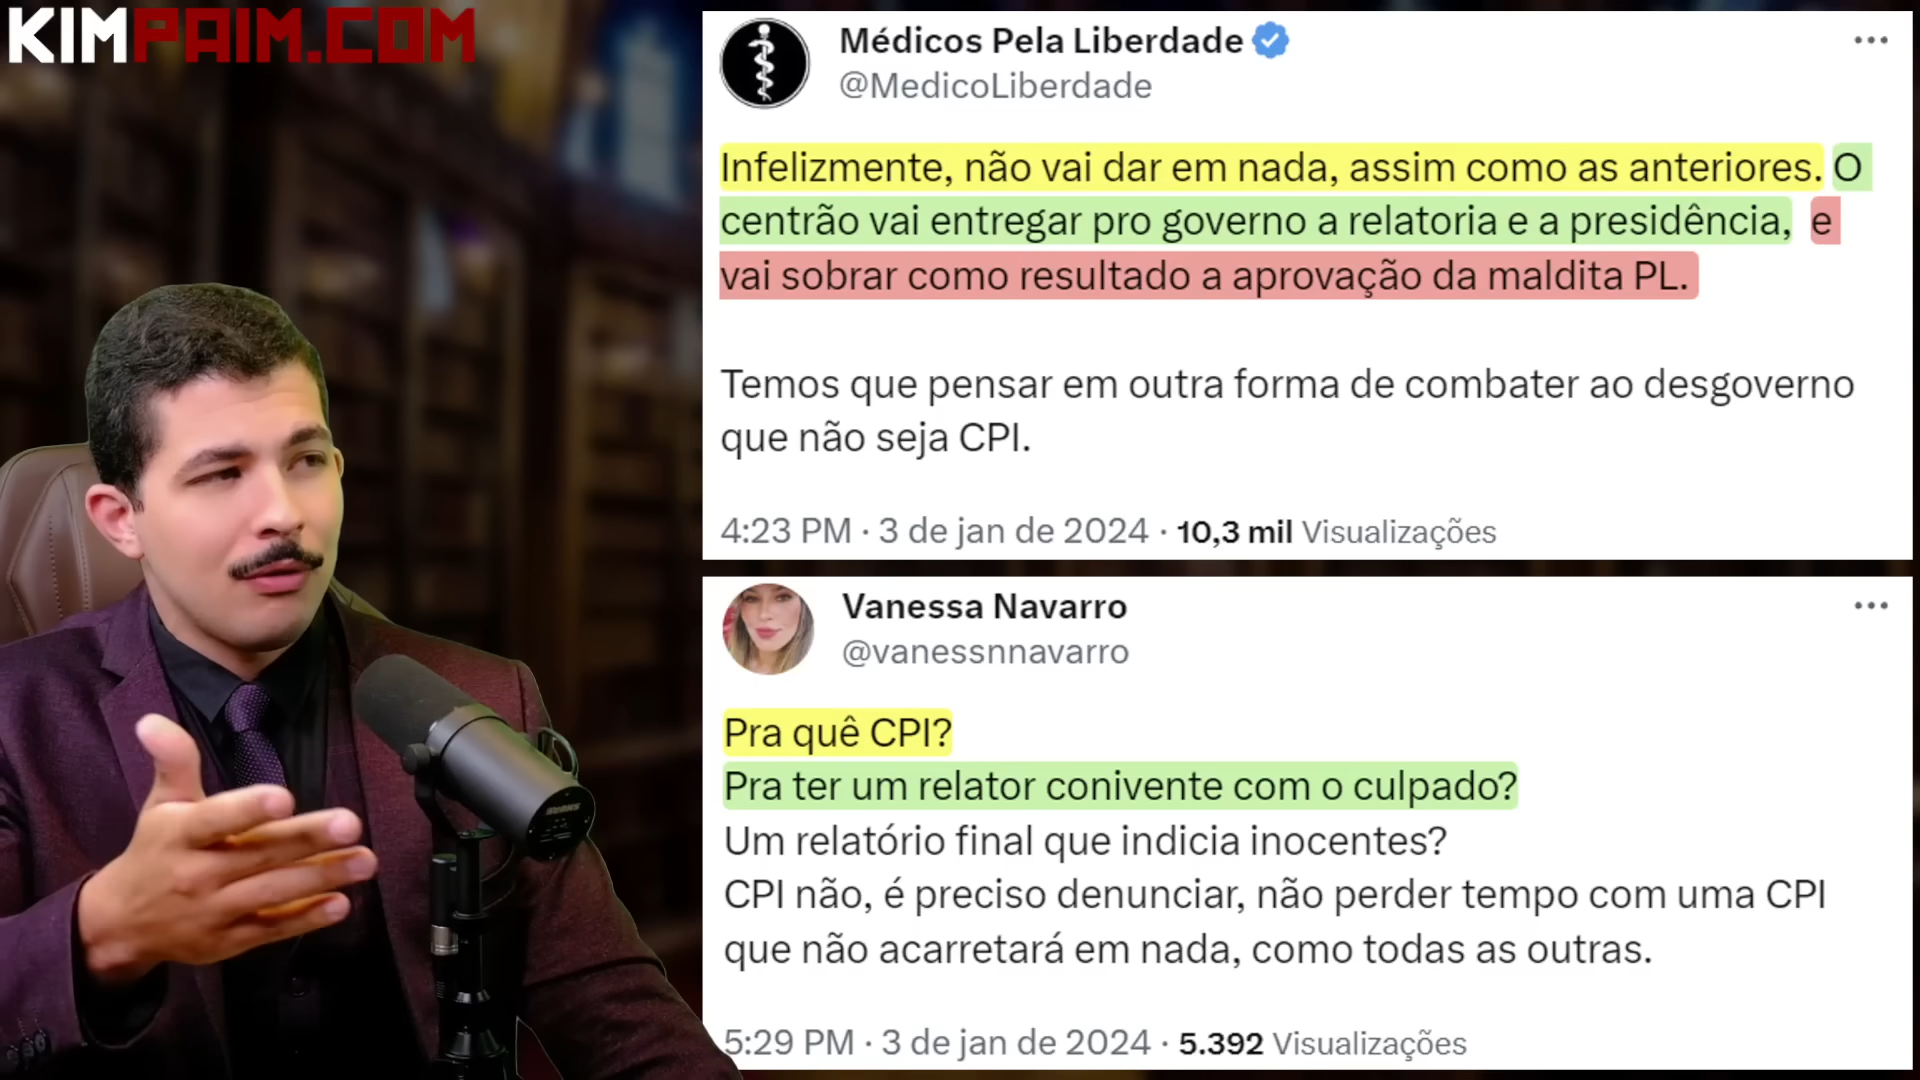 KIMPAIM.COM
Médicos Pela Liberdade
@MedicoLiberdade
Infelizmente, não vai dar em nada, assim como as anteriores. O
centrão vai entregar pro governo a relatoria e a presidência, e
vai sobrar como resultado a aprovação da maldita PL.
Temos que pensar em outra forma de combater ao desgoverno
que não seja CPI.
4:23 PM · 3 de jan de 2024 · 10,3 mil Visualizações
Vanessa Navarro
@vanessnnavarro
Pra quê CPI?
Pra ter um relator conivente com o culpado?
Um relatório final que indicia inocentes?
CPI não, é preciso denunciar, não perder tempo com uma CPI
que não acarretará em nada, como todas as outras.
5:29 PM · 3 de jan de 2024 · 5.392 Visualizações